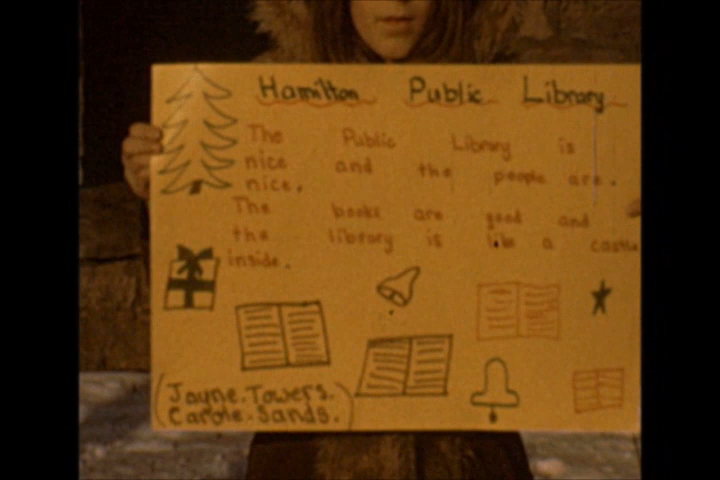 Hamilton Public Library
The Public Library is
nice and the people are.
nice.
The books are good and
the library is like a castle
inside.
(Jayne.Towers.
Carole.Sands.)